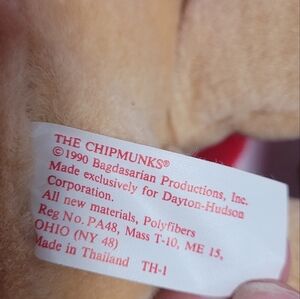 THE CHIPMUNKS®
©1990 Bagdasarian Productions, Inc.
Made exclusively for Dayton-Hudson
Corporation.
All new materials, Polyfibers
Reg No. PA48, Mass T-10, ME 15,
OHIO (NY 48)
Made in Thailand TH-1